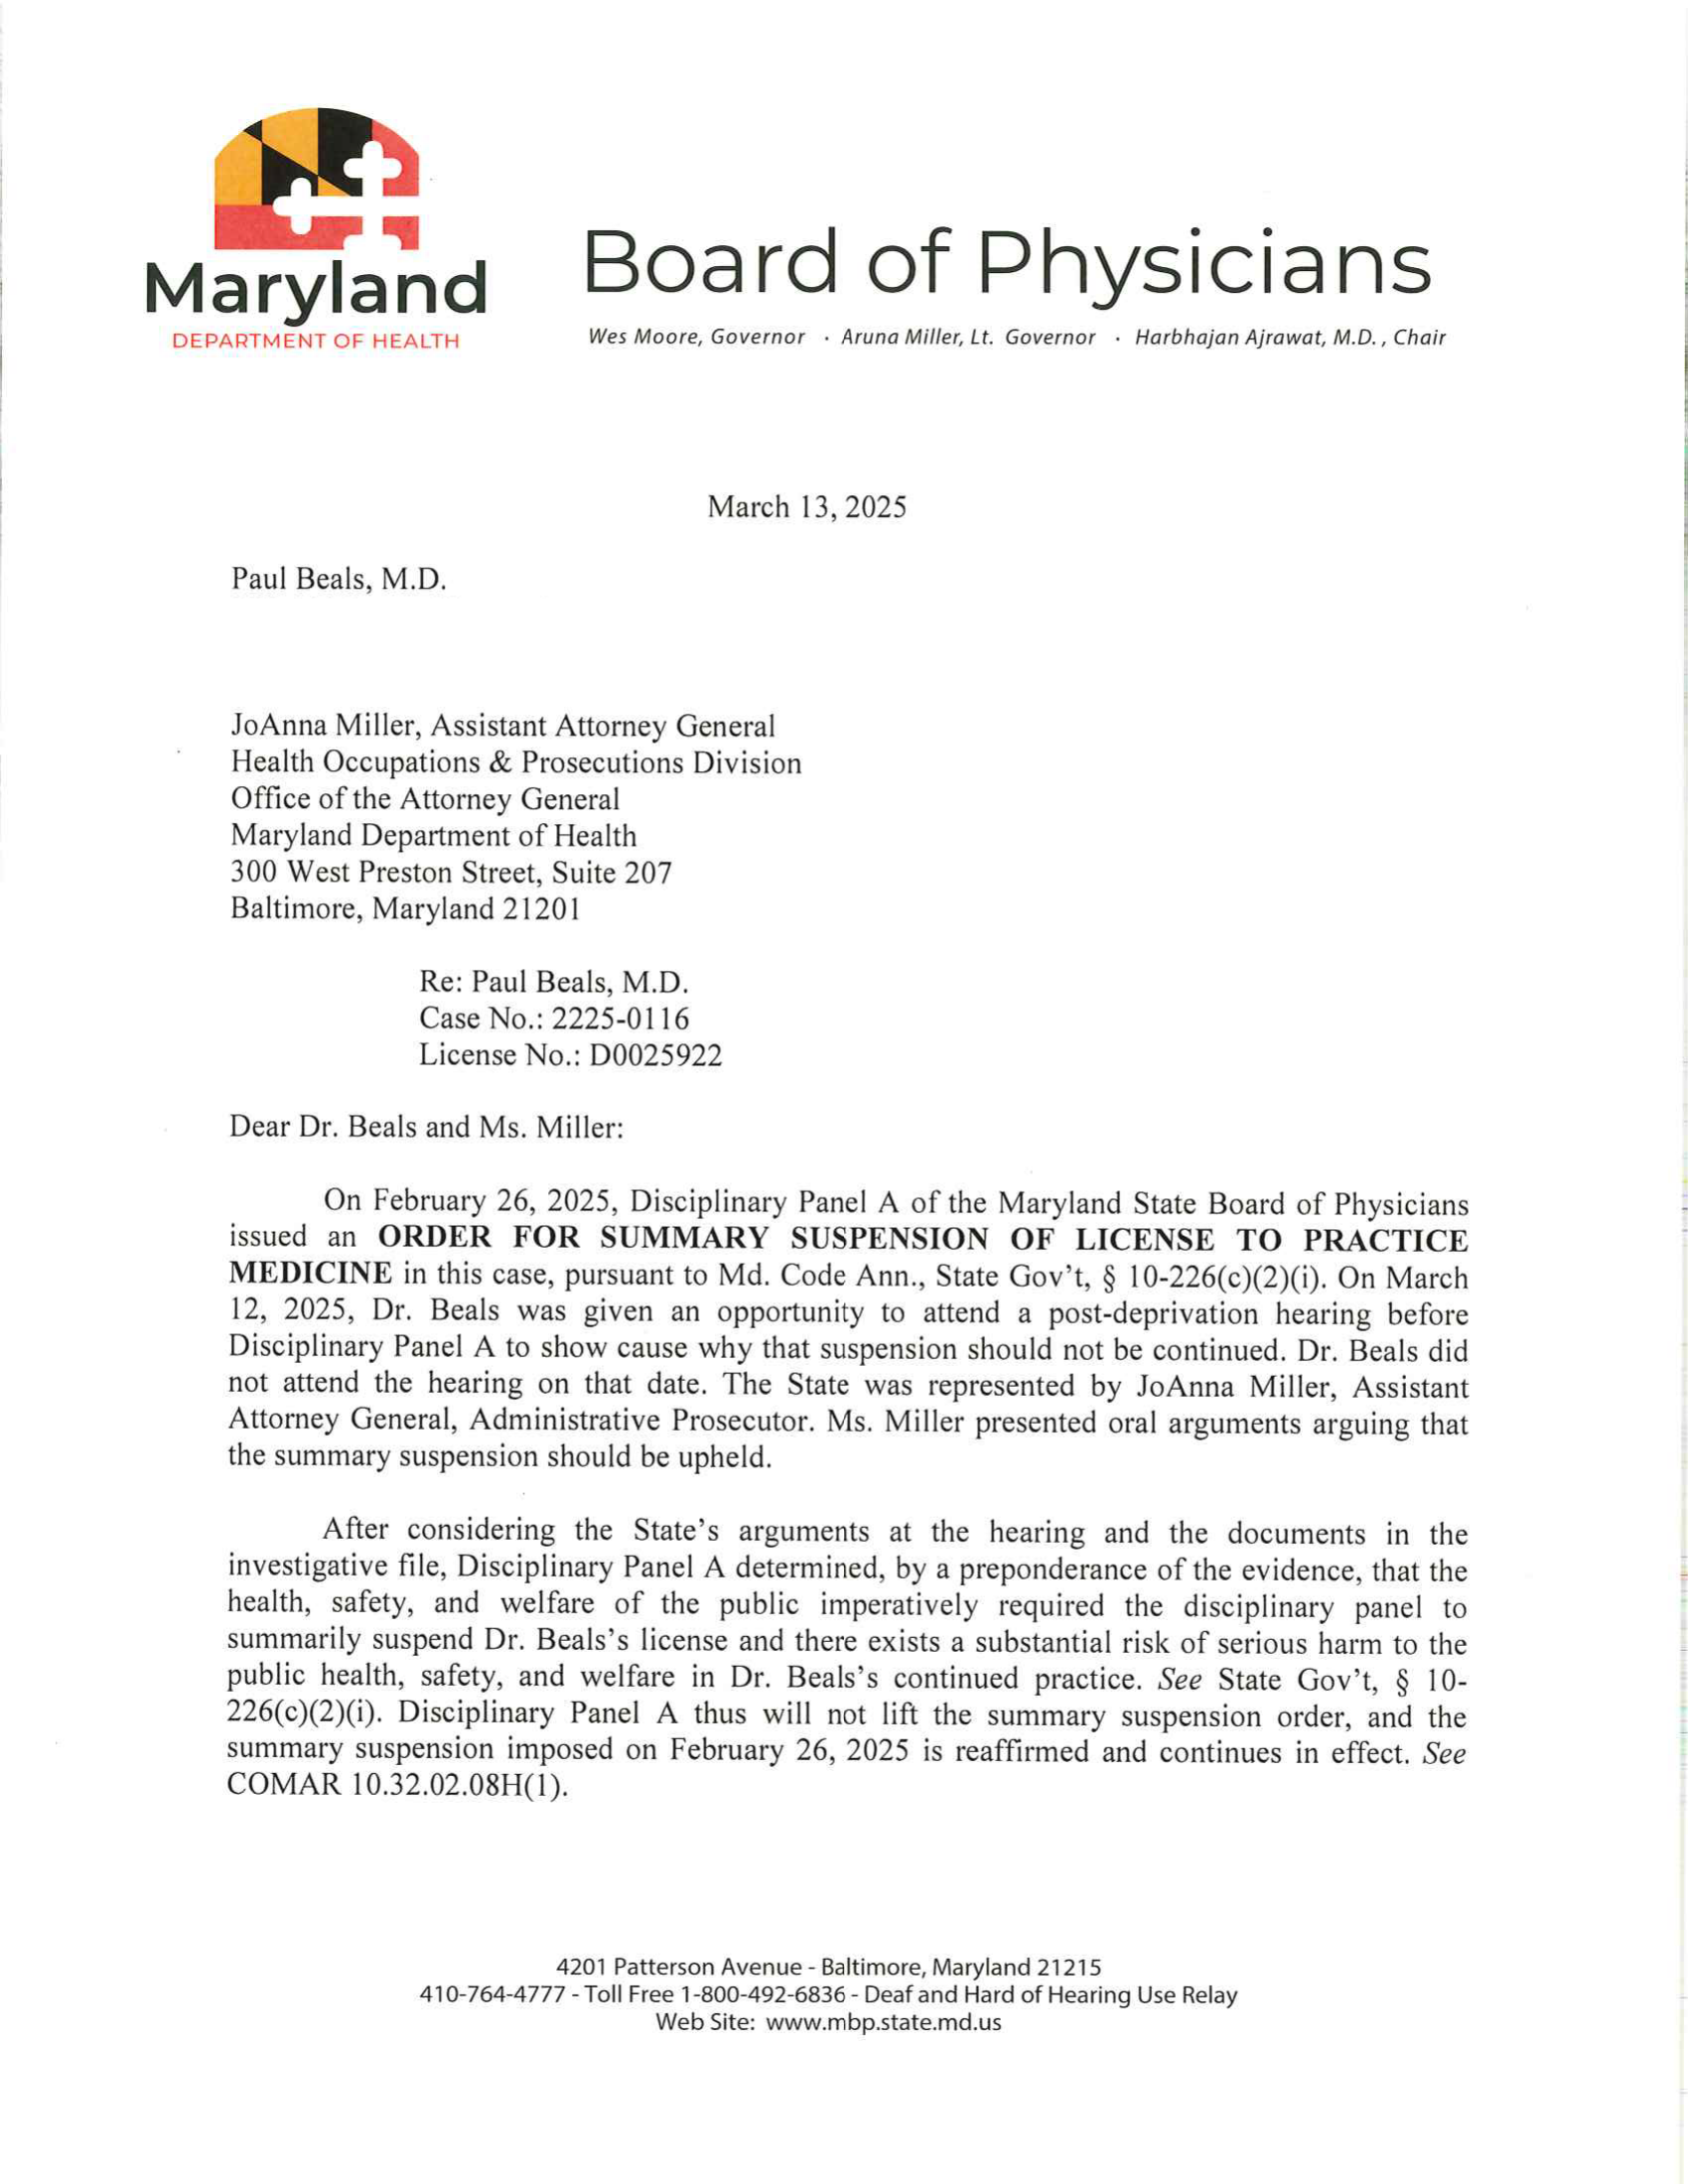 Maryland
DEPARTMENT OF HEALTH
Board of Physicians
Wes Moore, Governor · Aruna Miller, Lt. Governor · Harbhajan Ajrawat, M.D., Chair
March 13, 2025
Paul Beals, M.D.
JoAnna Miller, Assistant Attorney General
Health Occupations & Prosecutions Division
Office of the Attorney General
Maryland Department of Health
300 West Preston Street, Suite 207
Baltimore, Maryland 21201
Re: Paul Beals, M.D.
Case No.: 2225-0116
License No.: D0025922
Dear Dr. Beals and Ms. Miller:
On February 26, 2025, Disciplinary Panel A of the Maryland State Board of Physicians
issued an ORDER FOR SUMMARY SUSPENSION OF LICENSE TO PRACTICE
MEDICINE in this case, pursuant to Md. Code Ann., State Gov't, § 10-226(c)(2)(i). On March
12, 2025, Dr. Beals was given an opportunity to attend a post-deprivation hearing before
Disciplinary Panel A to show cause why that suspension should not be continued. Dr. Beals did
not attend the hearing on that date. The State was represented by JoAnna Miller, Assistant
Attorney General, Administrative Prosecutor. Ms. Miller presented oral arguments arguing that
the summary suspension should be upheld.
After considering the State's arguments at the hearing and the documents in the
investigative file, Disciplinary Panel A determined, by a preponderance of the evidence, that the
health, safety, and welfare of the public imperatively required the disciplinary panel to
summarily suspend Dr. Beals's license and there exists a substantial risk of serious harm to the
public health, safety, and welfare in Dr. Beals's continued practice. See State Gov't, § 10-
226(c)(2)(i). Disciplinary Panel A thus will not lift the summary suspension order, and the
summary suspension imposed on February 26, 2025 is reaffirmed and continues in effect. See
COMAR 10.32.02.08H(1).
4201 Patterson Avenue - Baltimore, Maryland 21215
410-764-4777 - Toll Free 1-800-492-6836 - Deaf and Hard of Hearing Use Relay
Web Site: www.mbp.state.md.us